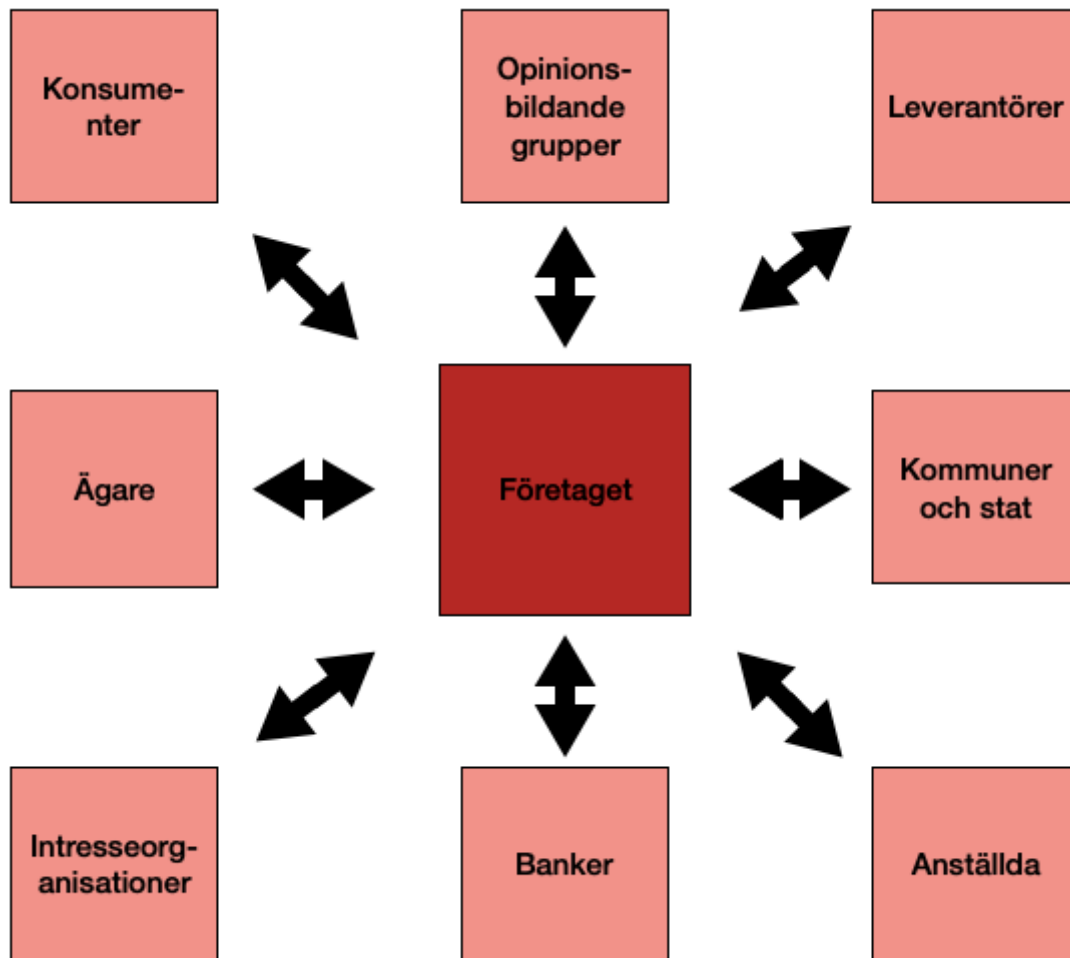 Konsume-
nter
Opinions-
bildande
grupper
Leverantörer
Ägare
Företaget
Kommuner
och stat
Intresseorg-
anisationer
Banker
Anställda